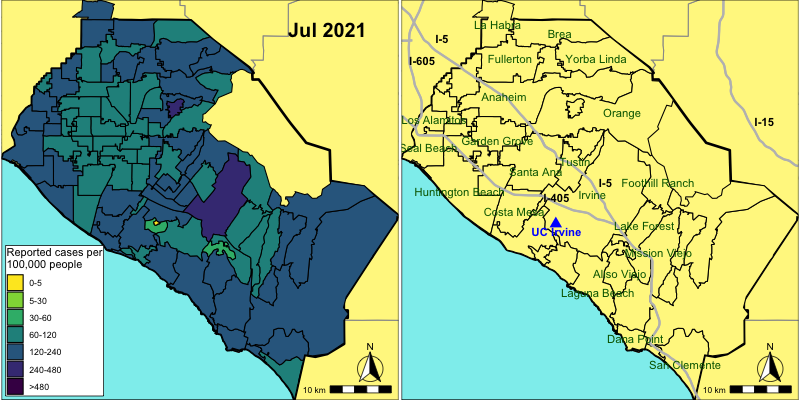 Jul 2021
Reported cases per
100,000 people
0-5
5-30
30-60
60-120
120-240
240-480
>480
N
10 km
La Habra
Brea
I-5
I-605
Fullerton
Yorba Linda
Anaheim
Orange
Los Alamitos
I-15
Garden Grove
Seal Beach
Tustin
Santa Ana
I-5
Foothill Ranch
Huntington Beach
Irvine
I-405
Costa Mesa
Lake Forest
UC Irvine
Mission Viejo
Aliso Viejo
Laguna Beach
Dana Point
N
San Clemente
10 km